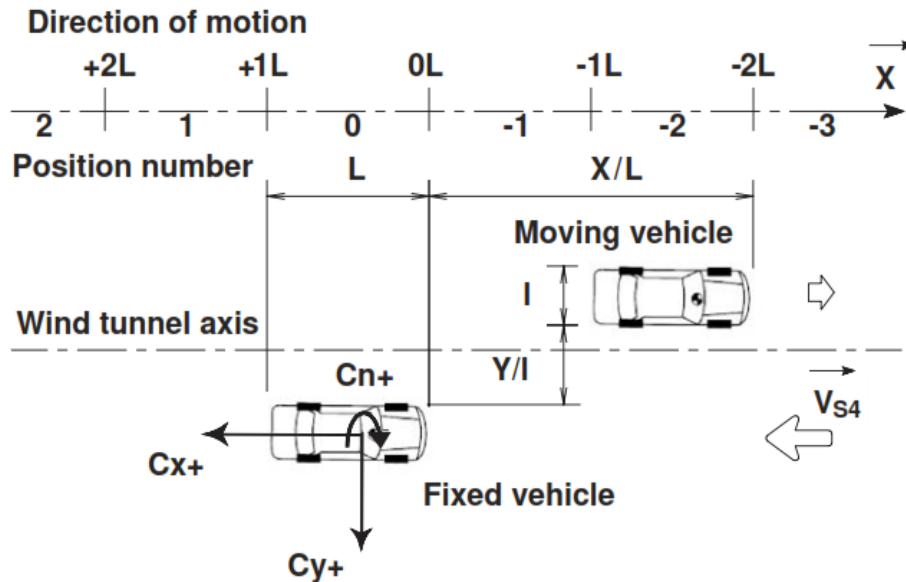 Direction of motion
+2L +1L 0L -1L -2L X
2 1 0 -1 -2 -3
Position number L X/L
Moving vehicle
l
Wind tunnel axis
Y/l
Cn+
VS4
Cx+
Fixed vehicle
Cy+